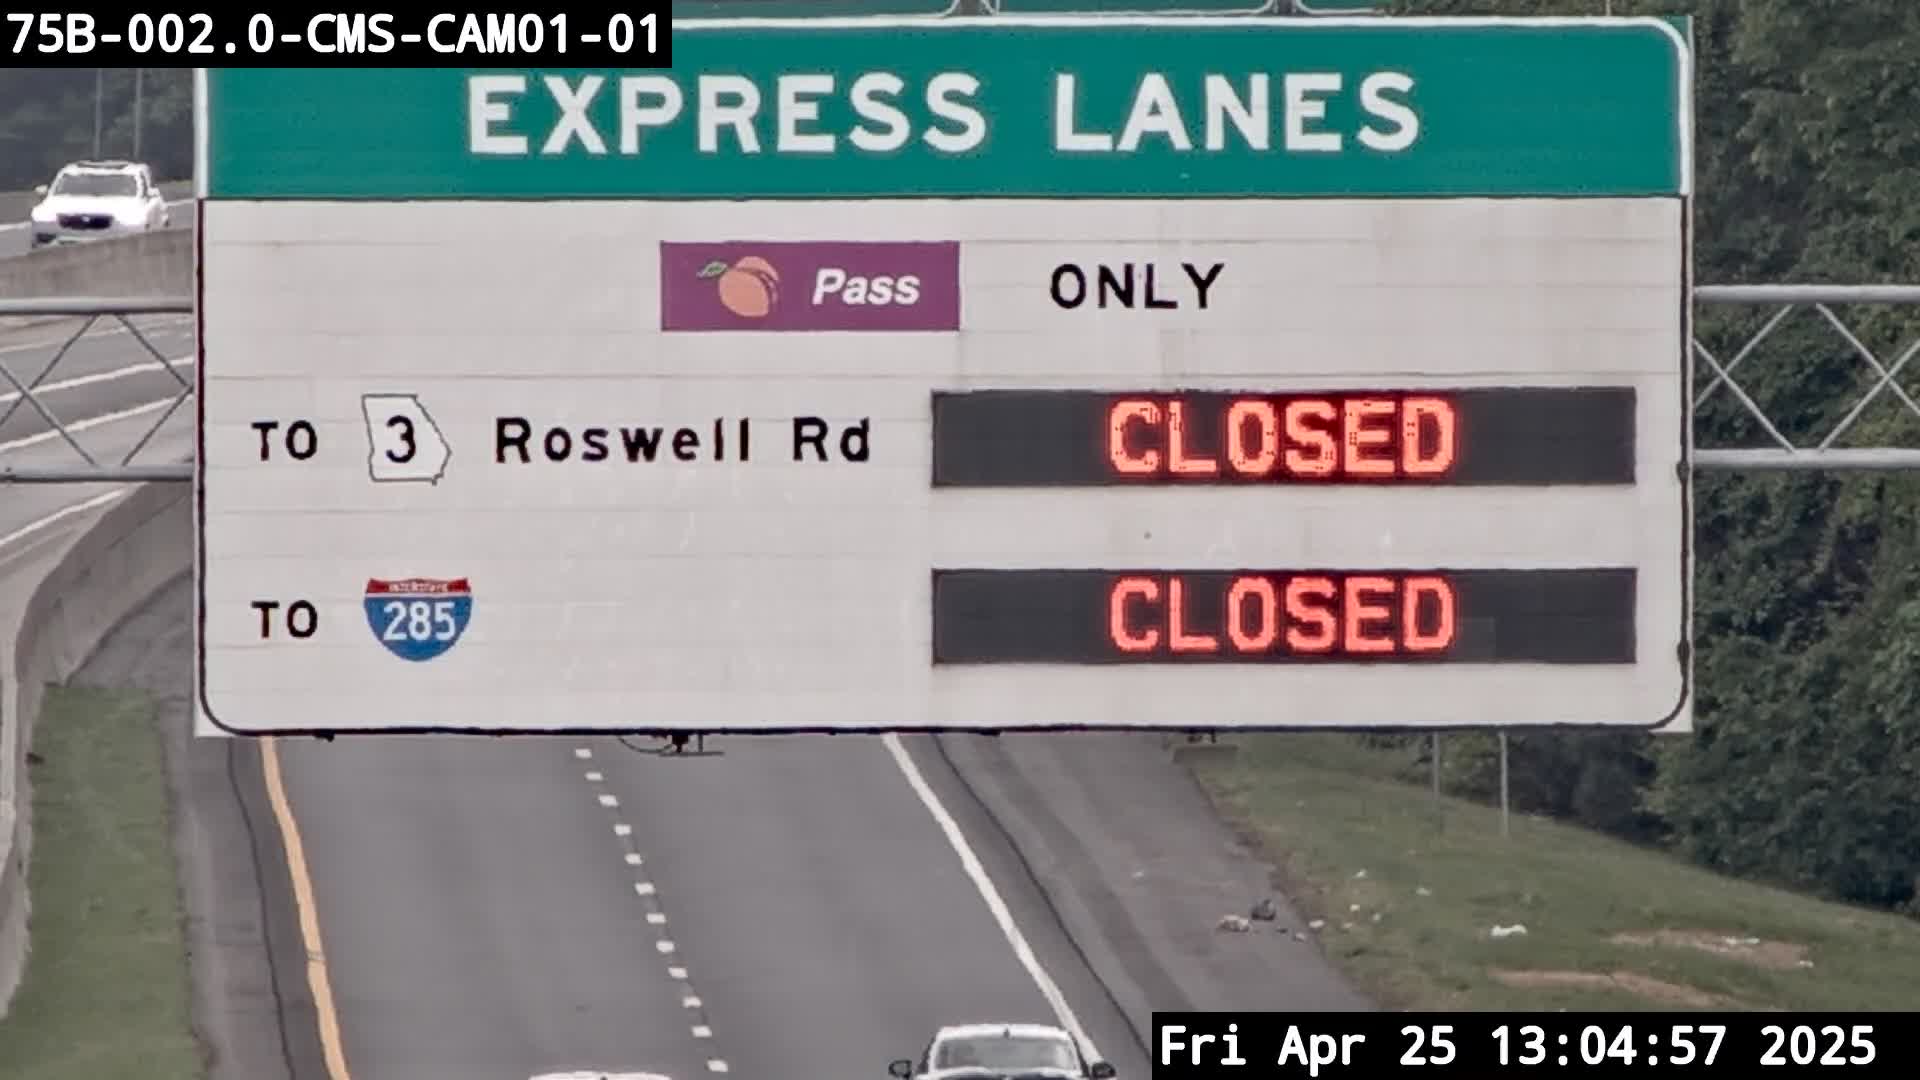 75B-002.0-CMS-CAM01-01
EXPRESS LANES
Pass ONLY
TO 3 Roswell Rd CLOSED
TO INTERSTATE 285 CLOSED
Fri Apr 25 13:04:57 2025